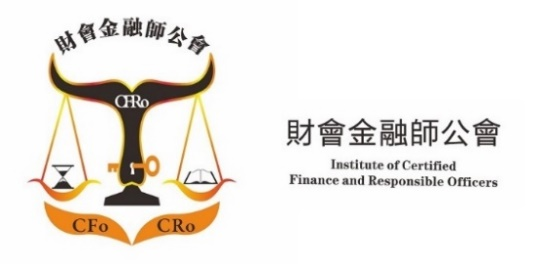 財會金融師公會
CFRo
CFo
CRo
財會金融師公會
Institute of Certified
Finance and Responsible Officers